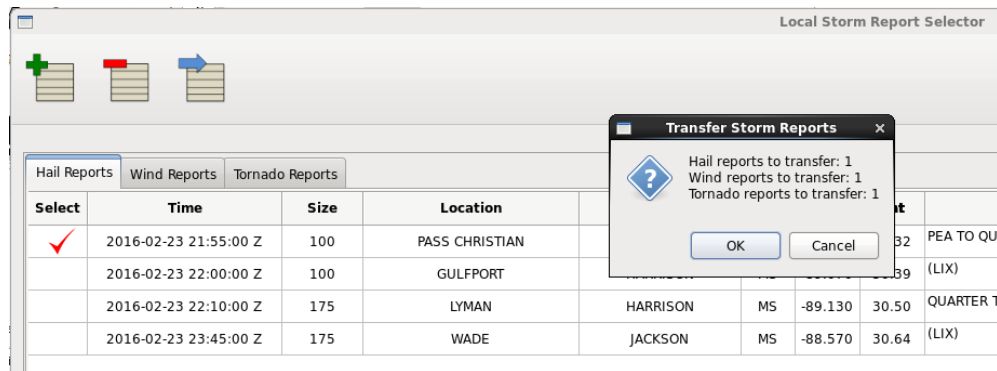 Local Storm Report Selector
Transfer Storm Reports
Hail reports to transfer: 1
Wind reports to transfer: 1
Tornado reports to transfer: 1
OK Cancel
Hail Reports Wind Reports Tornado Reports
Select Time Size Location
2016-02-23 21:55:00 Z 100 PASS CHRISTIAN 32 PEA TO QU
2016-02-23 22:00:00 Z 100 GULFPORT 39 (LIX)
2016-02-23 22:10:00 Z 175 LYMAN HARRISON MS -89.130 30.50 QUARTER T
2016-02-23 23:45:00 Z 175 WADE JACKSON MS -88.570 30.64 (LIX)